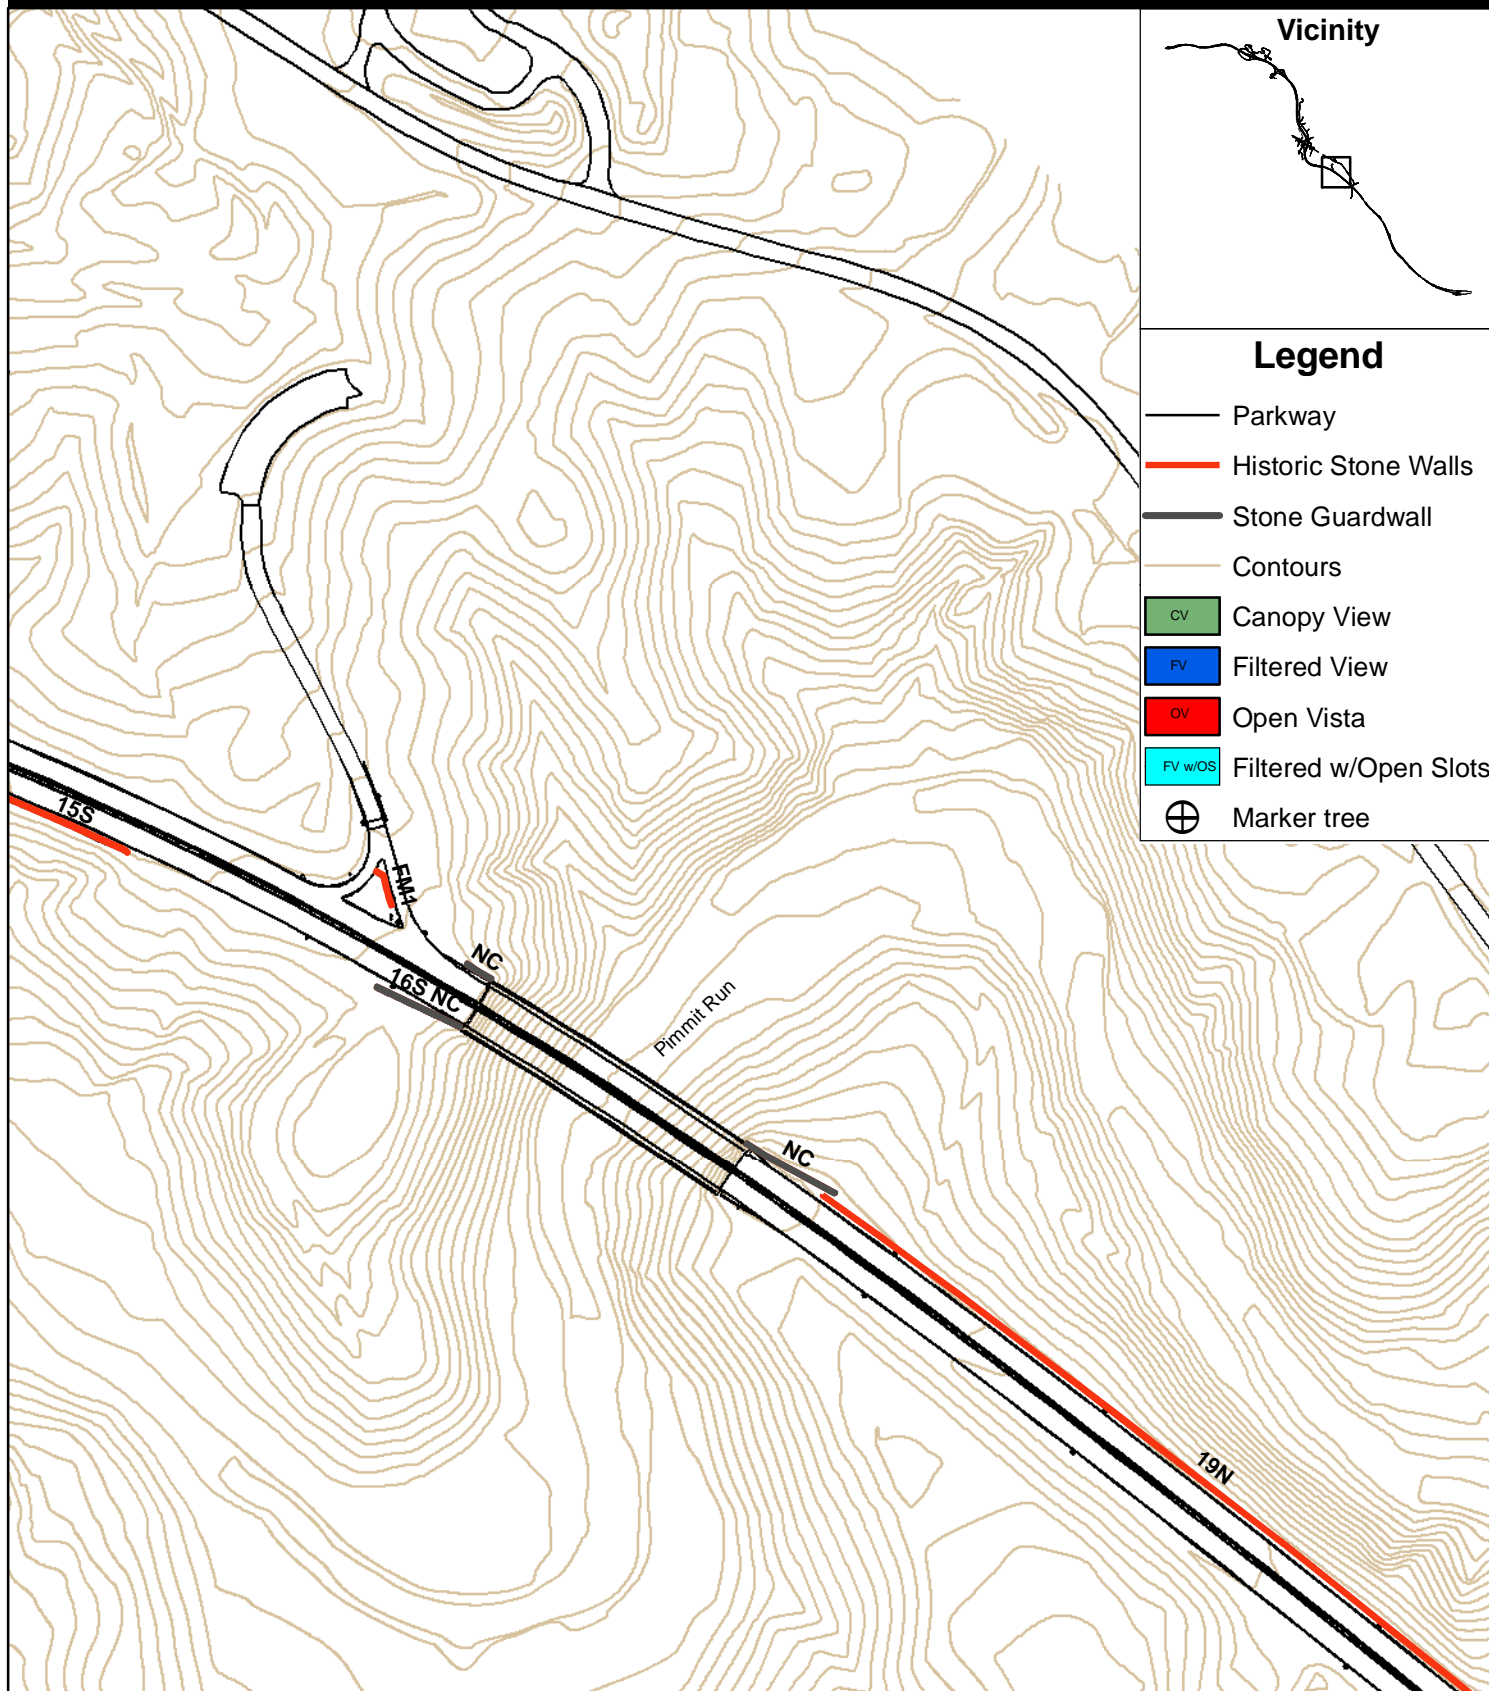 Vicinity
Legend
Parkway
Historic Stone Walls
Stone Guardwall
Contours
CV Canopy View
FV Filtered View
OV Open Vista
FV w/OS Filtered w/Open Slots
Marker tree
15S
FM1
NC
16S NC
Pimmit Run
NC
19N